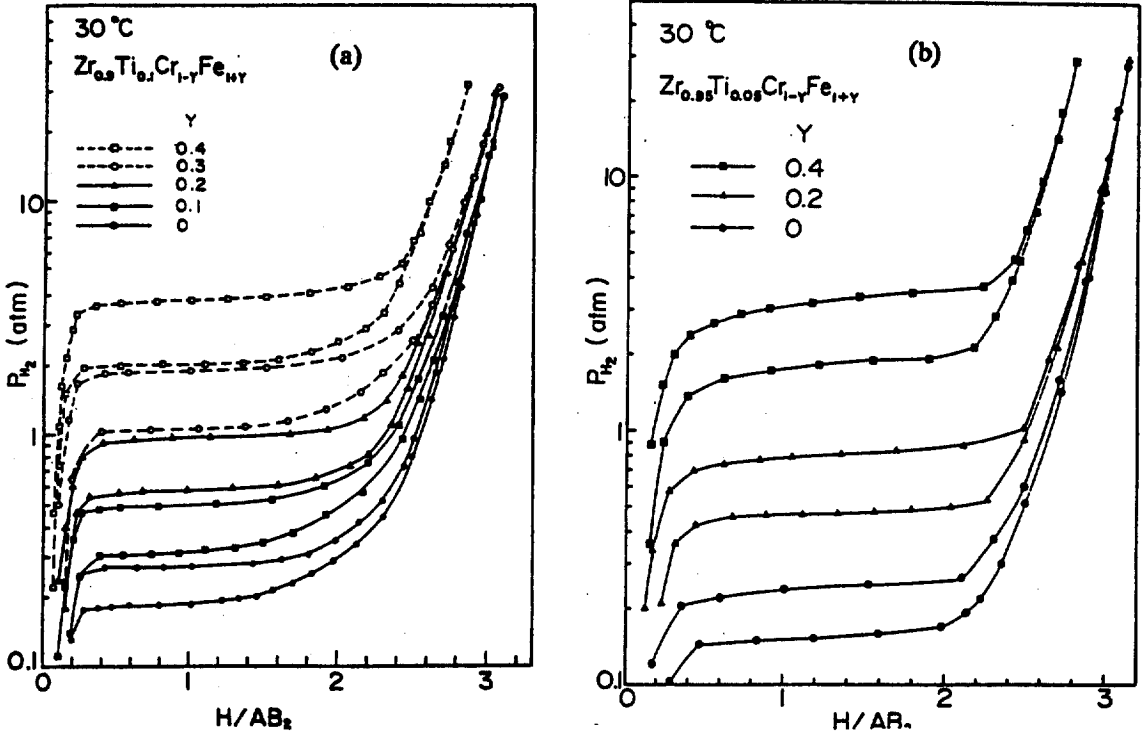 30 °C
(a)
Zr0.9Ti0.1Cr1-YFe1+Y
Y
0.4
0.3
0.2
0.1
0
10
1
0.1
PH2 (atm)
0 1 2 3
H/AB2
30 °C
(b)
Zr0.95Ti0.05Cr1-YFe1+Y
Y
0.4
0.2
0
10
1
0.1
PH2 (atm)
0 1 2 3